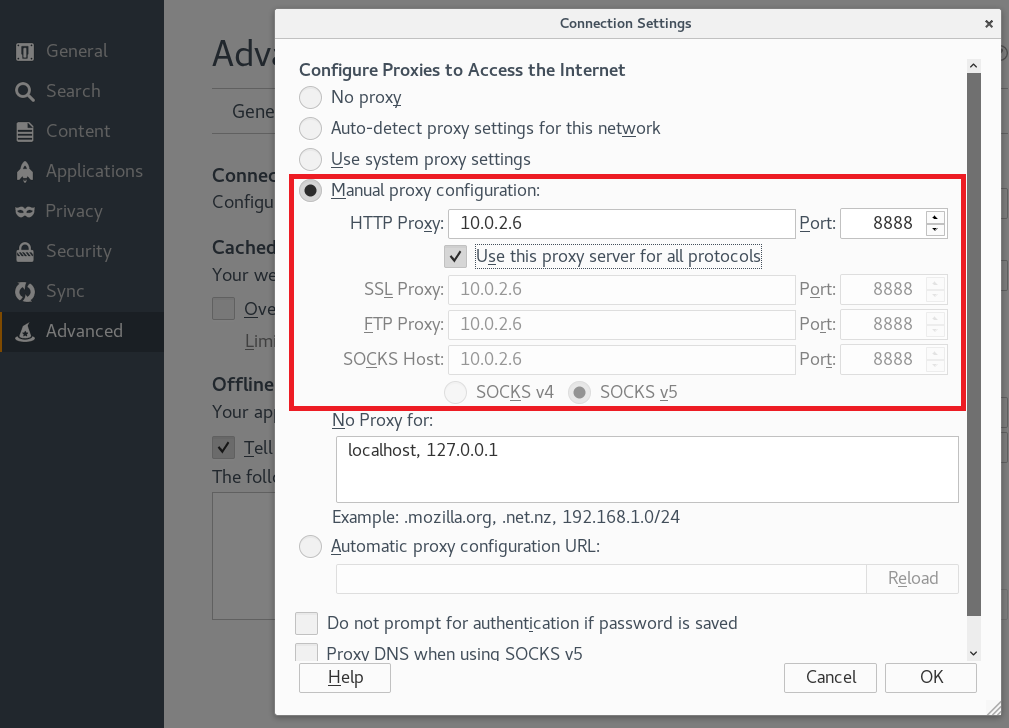 Connection Settings
General
Search
Content
Applications
Privacy
Security
Sync
Advanced
Adva
Gene
Connec
Configu
Cached
Your we
Ove
Limi
Offline
Your app
Tell
The follo
Configure Proxies to Access the Internet
No proxy
Auto-detect proxy settings for this network
Use system proxy settings
Manual proxy configuration:
HTTP Proxy: 10.0.2.6 Port: 8888
Use this proxy server for all protocols
SSL Proxy: 10.0.2.6 Port: 8888
FTP Proxy: 10.0.2.6 Port: 8888
SOCKS Host: 10.0.2.6 Port: 8888
SOCKS v4 SOCKS v5
No Proxy for:
localhost, 127.0.0.1
Example: .mozilla.org, .net.nz, 192.168.1.0/24
Automatic proxy configuration URL:
Reload
Do not prompt for authentication if password is saved
Proxy DNS when using SOCKS v5
Help Cancel OK